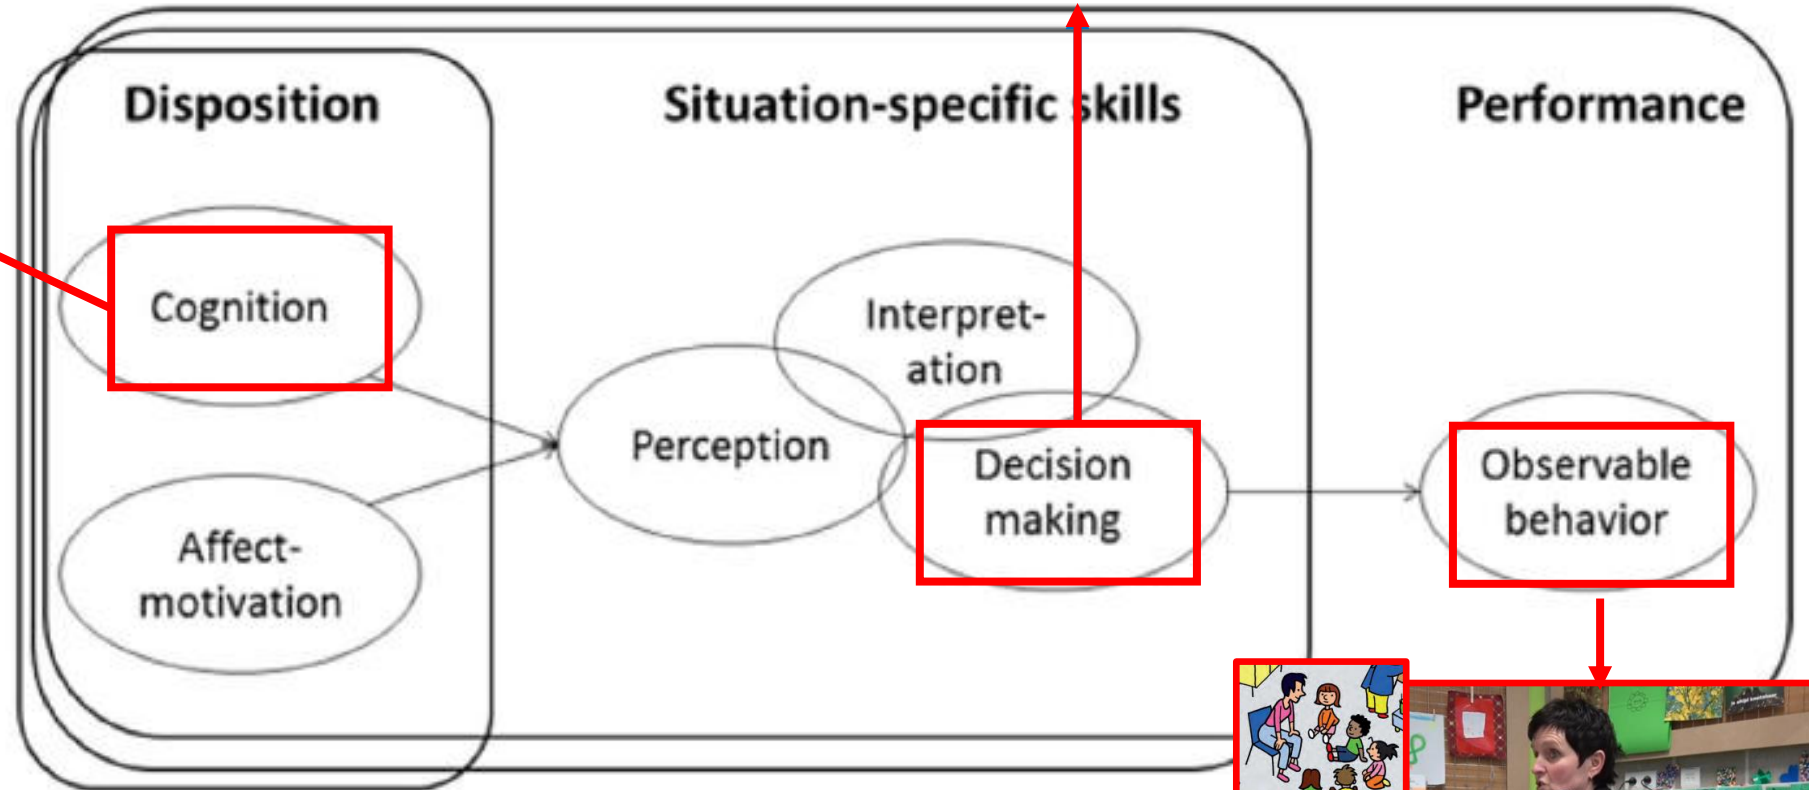 Disposition
Situation-specific skills
Performance
Cognition
Affect-
motivation
Perception
Interpret-
ation
Decision
making
Observable
behavior